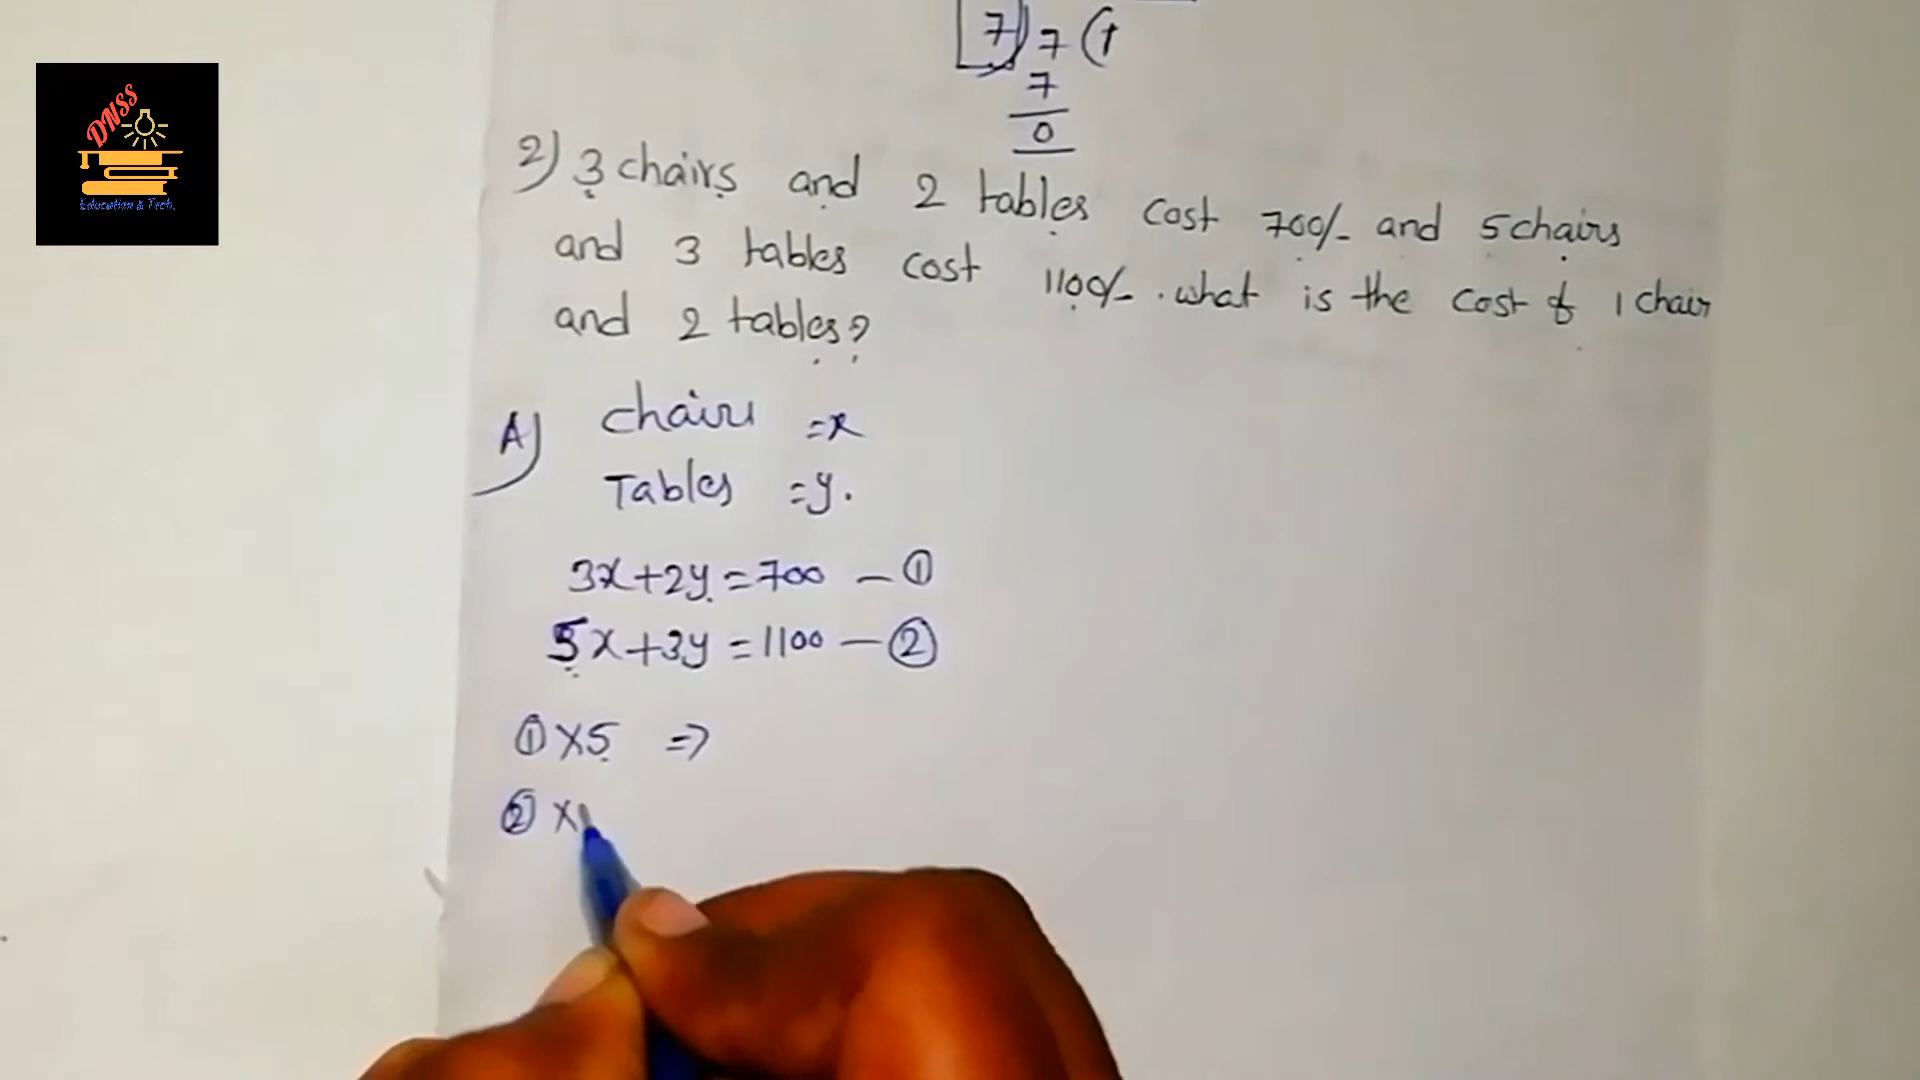 DNSS
Education & Tech.
7) 7 (1
7
0
2) 3 chairs and 2 tables cost 700/- and 5 chairs
and 3 tables cost 1100/- . what is the cost of 1 chair
and 2 tables?
A) chairs = x
Tables = y.
3x+2y = 700 — ①
5x+3y = 1100 — ②
① X5 =>
② X